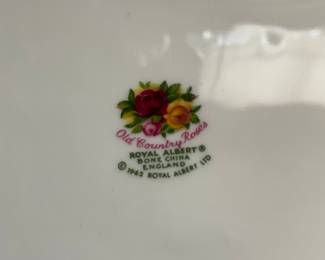 Old Country Roses
ROYAL ALBERT®
BONE CHINA
ENGLAND
© 1962 ROYAL ALBERT LTD